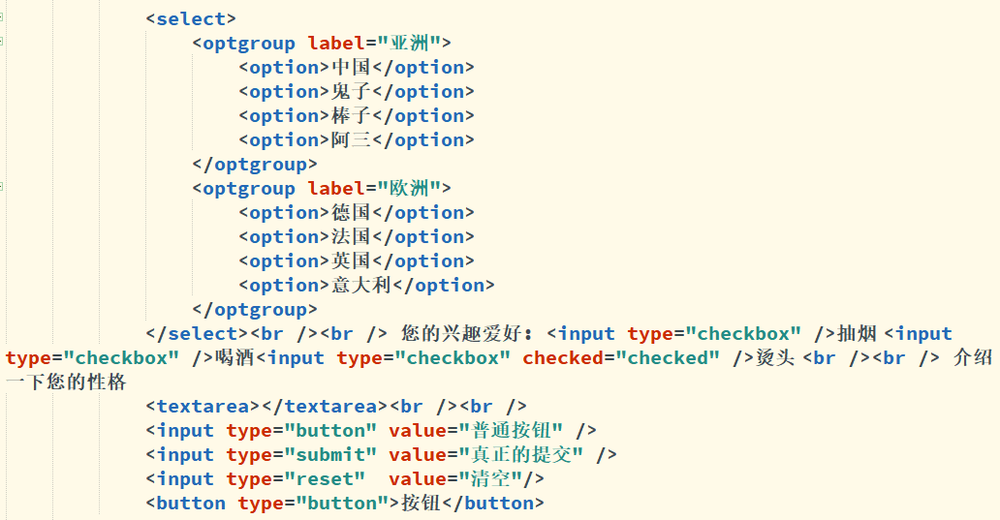 <select>
<optgroup label="亚洲">
<option>中国</option>
<option>鬼子</option>
<option>棒子</option>
<option>阿三</option>
</optgroup>
<optgroup label="欧洲">
<option>德国</option>
<option>法国</option>
<option>英国</option>
<option>意大利</option>
</optgroup>
</select><br /><br /> 您的兴趣爱好：<input type="checkbox" />抽烟 <input
type="checkbox" />喝酒<input type="checkbox" checked="checked" />烫头 <br /><br /> 介绍
一下您的性格
<textarea></textarea><br /><br />
<input type="button" value="普通按钮" />
<input type="submit" value="真正的提交" />
<input type="reset"  value="清空"/>
<button type="button">按钮</button>